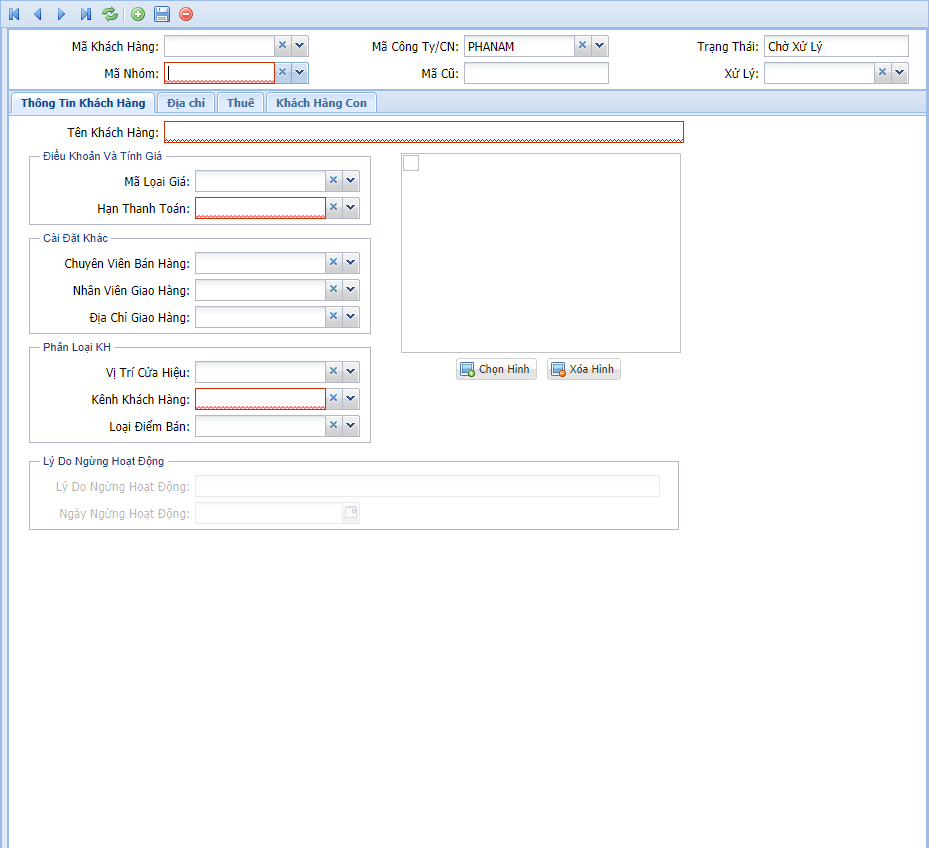 Mã Khách Hàng: Mã Công Ty/CN: PHANAM Trạng Thái: Chờ Xử Lý
Mã Nhóm: Mã Cũ: Xử Lý:
Thông Tin Khách Hàng Địa chỉ Thuế Khách Hàng Con
Tên Khách Hàng:
Điều Khoản Và Tính Giá
Mã Lọai Giá:
Hạn Thanh Toán:
Cài Đặt Khác
Chuyên Viên Bán Hàng:
Nhân Viên Giao Hàng:
Địa Chỉ Giao Hàng:
Phân Loại KH
Chọn Hình Xóa Hình
Vị Trí Cửa Hiệu:
Kênh Khách Hàng:
Loại Điểm Bán:
Lý Do Ngừng Hoạt Động
Lý Do Ngừng Hoạt Động:
Ngày Ngừng Hoạt Động: